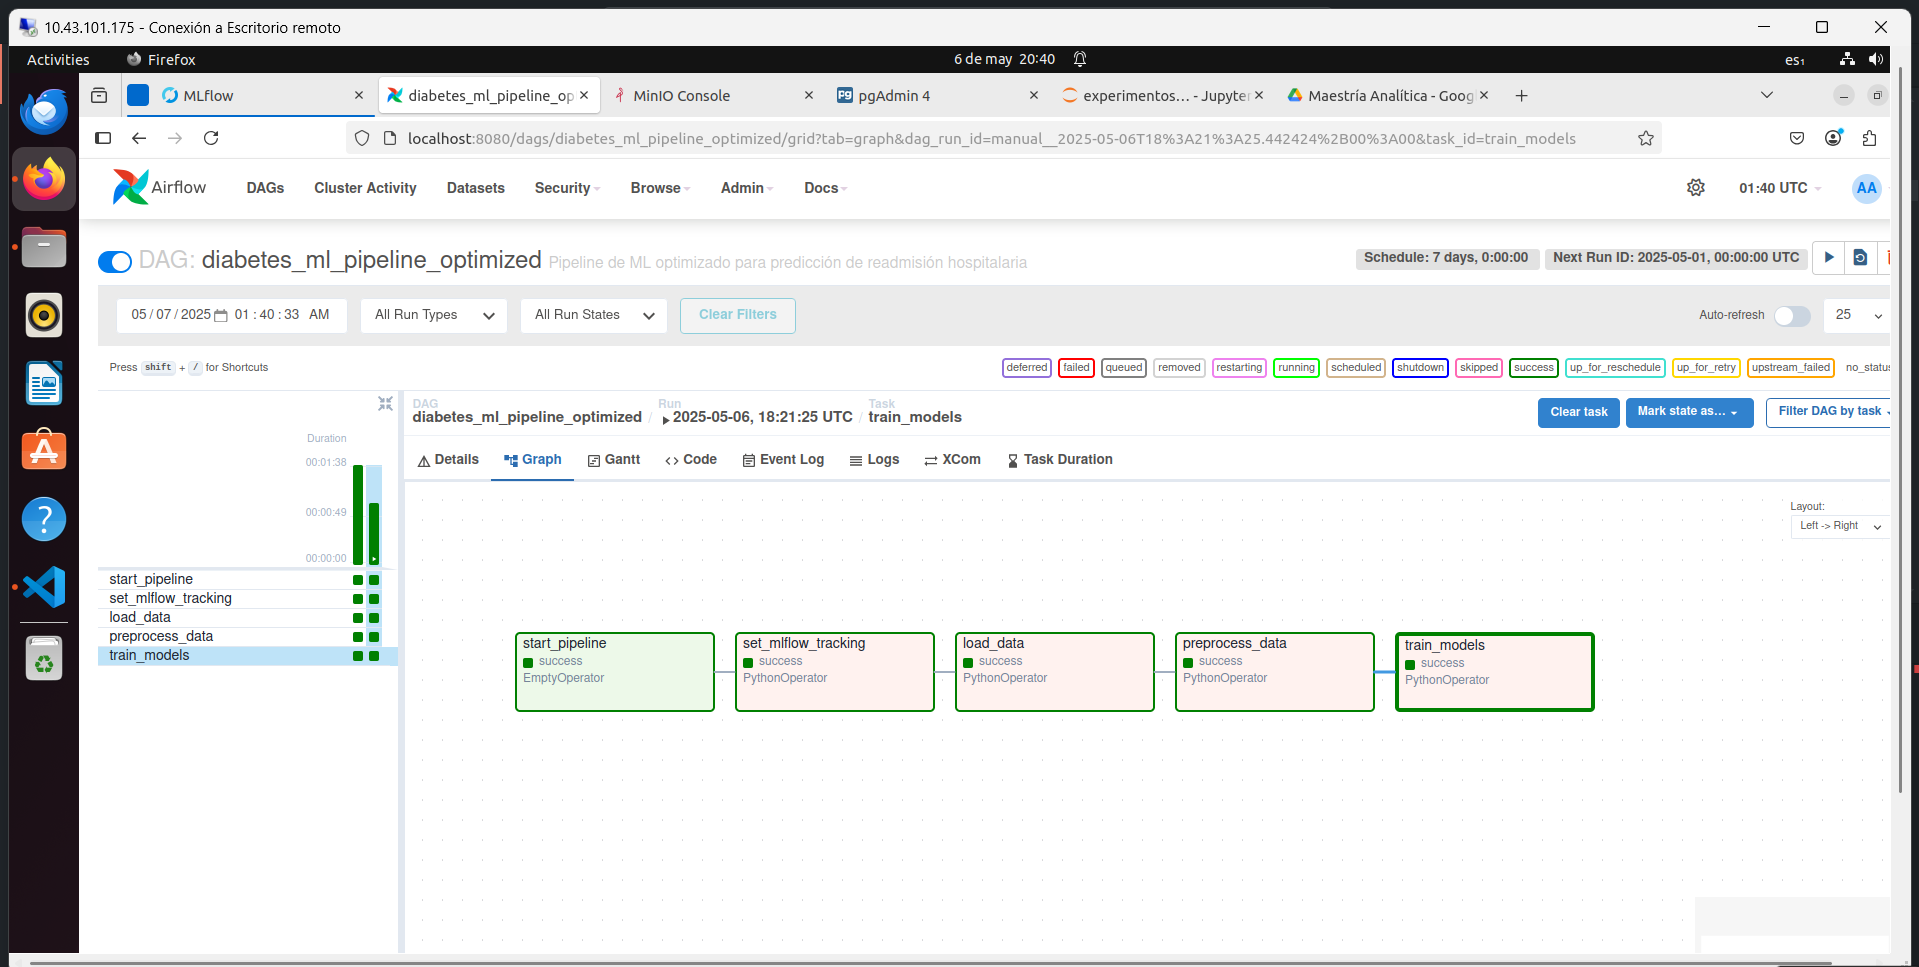 10.43.101.175 - Conexión a Escritorio remoto
Activities Firefox 6 de may 20:40 es₁
MLflow diabetes_ml_pipeline_op MinIO Console pgAdmin 4 experimentos… - Jupyter Maestría Analítica - Goog
localhost:8080/dags/diabetes_ml_pipeline_optimized/grid?tab=graph&dag_run_id=manual__2025-05-06T18%3A21%3A25.442424%2B00%3A00&task_id=train_models
Airflow DAGs Cluster Activity Datasets Security Browse Admin Docs 01:40 UTC AA
DAG: diabetes_ml_pipeline_optimized Pipeline de ML optimizado para predicción de readmisión hospitalaria Schedule: 7 days, 0:00:00 Next Run ID: 2025-05-01, 00:00:00 UTC
05/07/2025 01:40:33 AM All Run Types All Run States Clear Filters Auto-refresh 25
Press shift + / for Shortcuts deferred failed queued removed restarting running scheduled shutdown skipped success up_for_reschedule up_for_retry upstream_failed no_status
DAG Run Task
diabetes_ml_pipeline_optimized / 2025-05-06, 18:21:25 UTC / train_models Clear task Mark state as… Filter DAG by task
Details Graph Gantt Code Event Log Logs XCom Task Duration
Duration
00:01:38
00:00:49
00:00:00
start_pipeline
set_mlflow_tracking
load_data
preprocess_data
train_models
Layout:
Left -> Right
start_pipeline
success
EmptyOperator
set_mlflow_tracking
success
PythonOperator
load_data
success
PythonOperator
preprocess_data
success
PythonOperator
train_models
success
PythonOperator